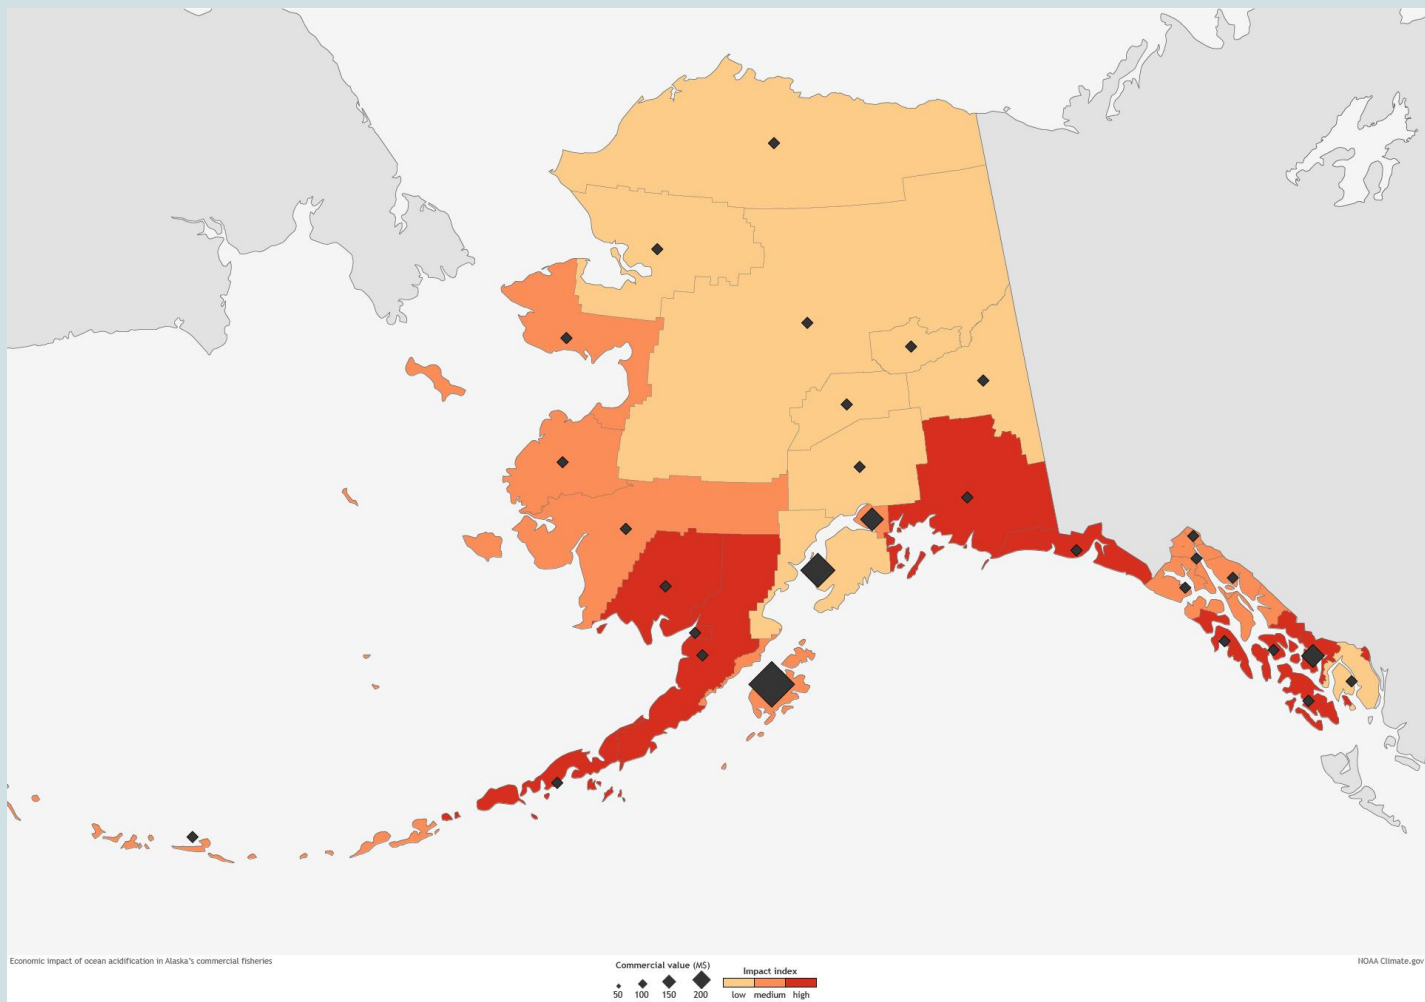 Economic impact of ocean acidification in Alaska's commercial fisheries
NOAA Climate.gov
Commercial value (M$)
50 100 150 200
Impact index
low medium high